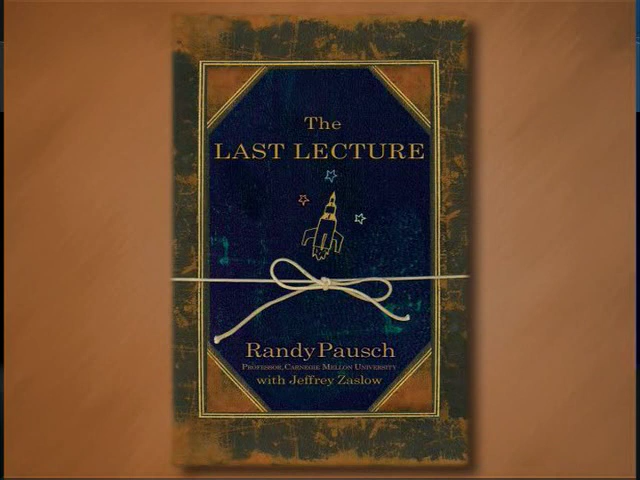 The
LAST LECTURE
Randy Pausch
PROFESSOR, CARNEGIE MELLON UNIVERSITY
with Jeffrey Zaslow